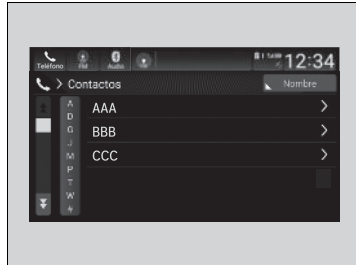 Teléfono FM Audio 12:34
Contactos Nombre
A
D
G
J
M
P
T
W
#
AAA
BBB
CCC